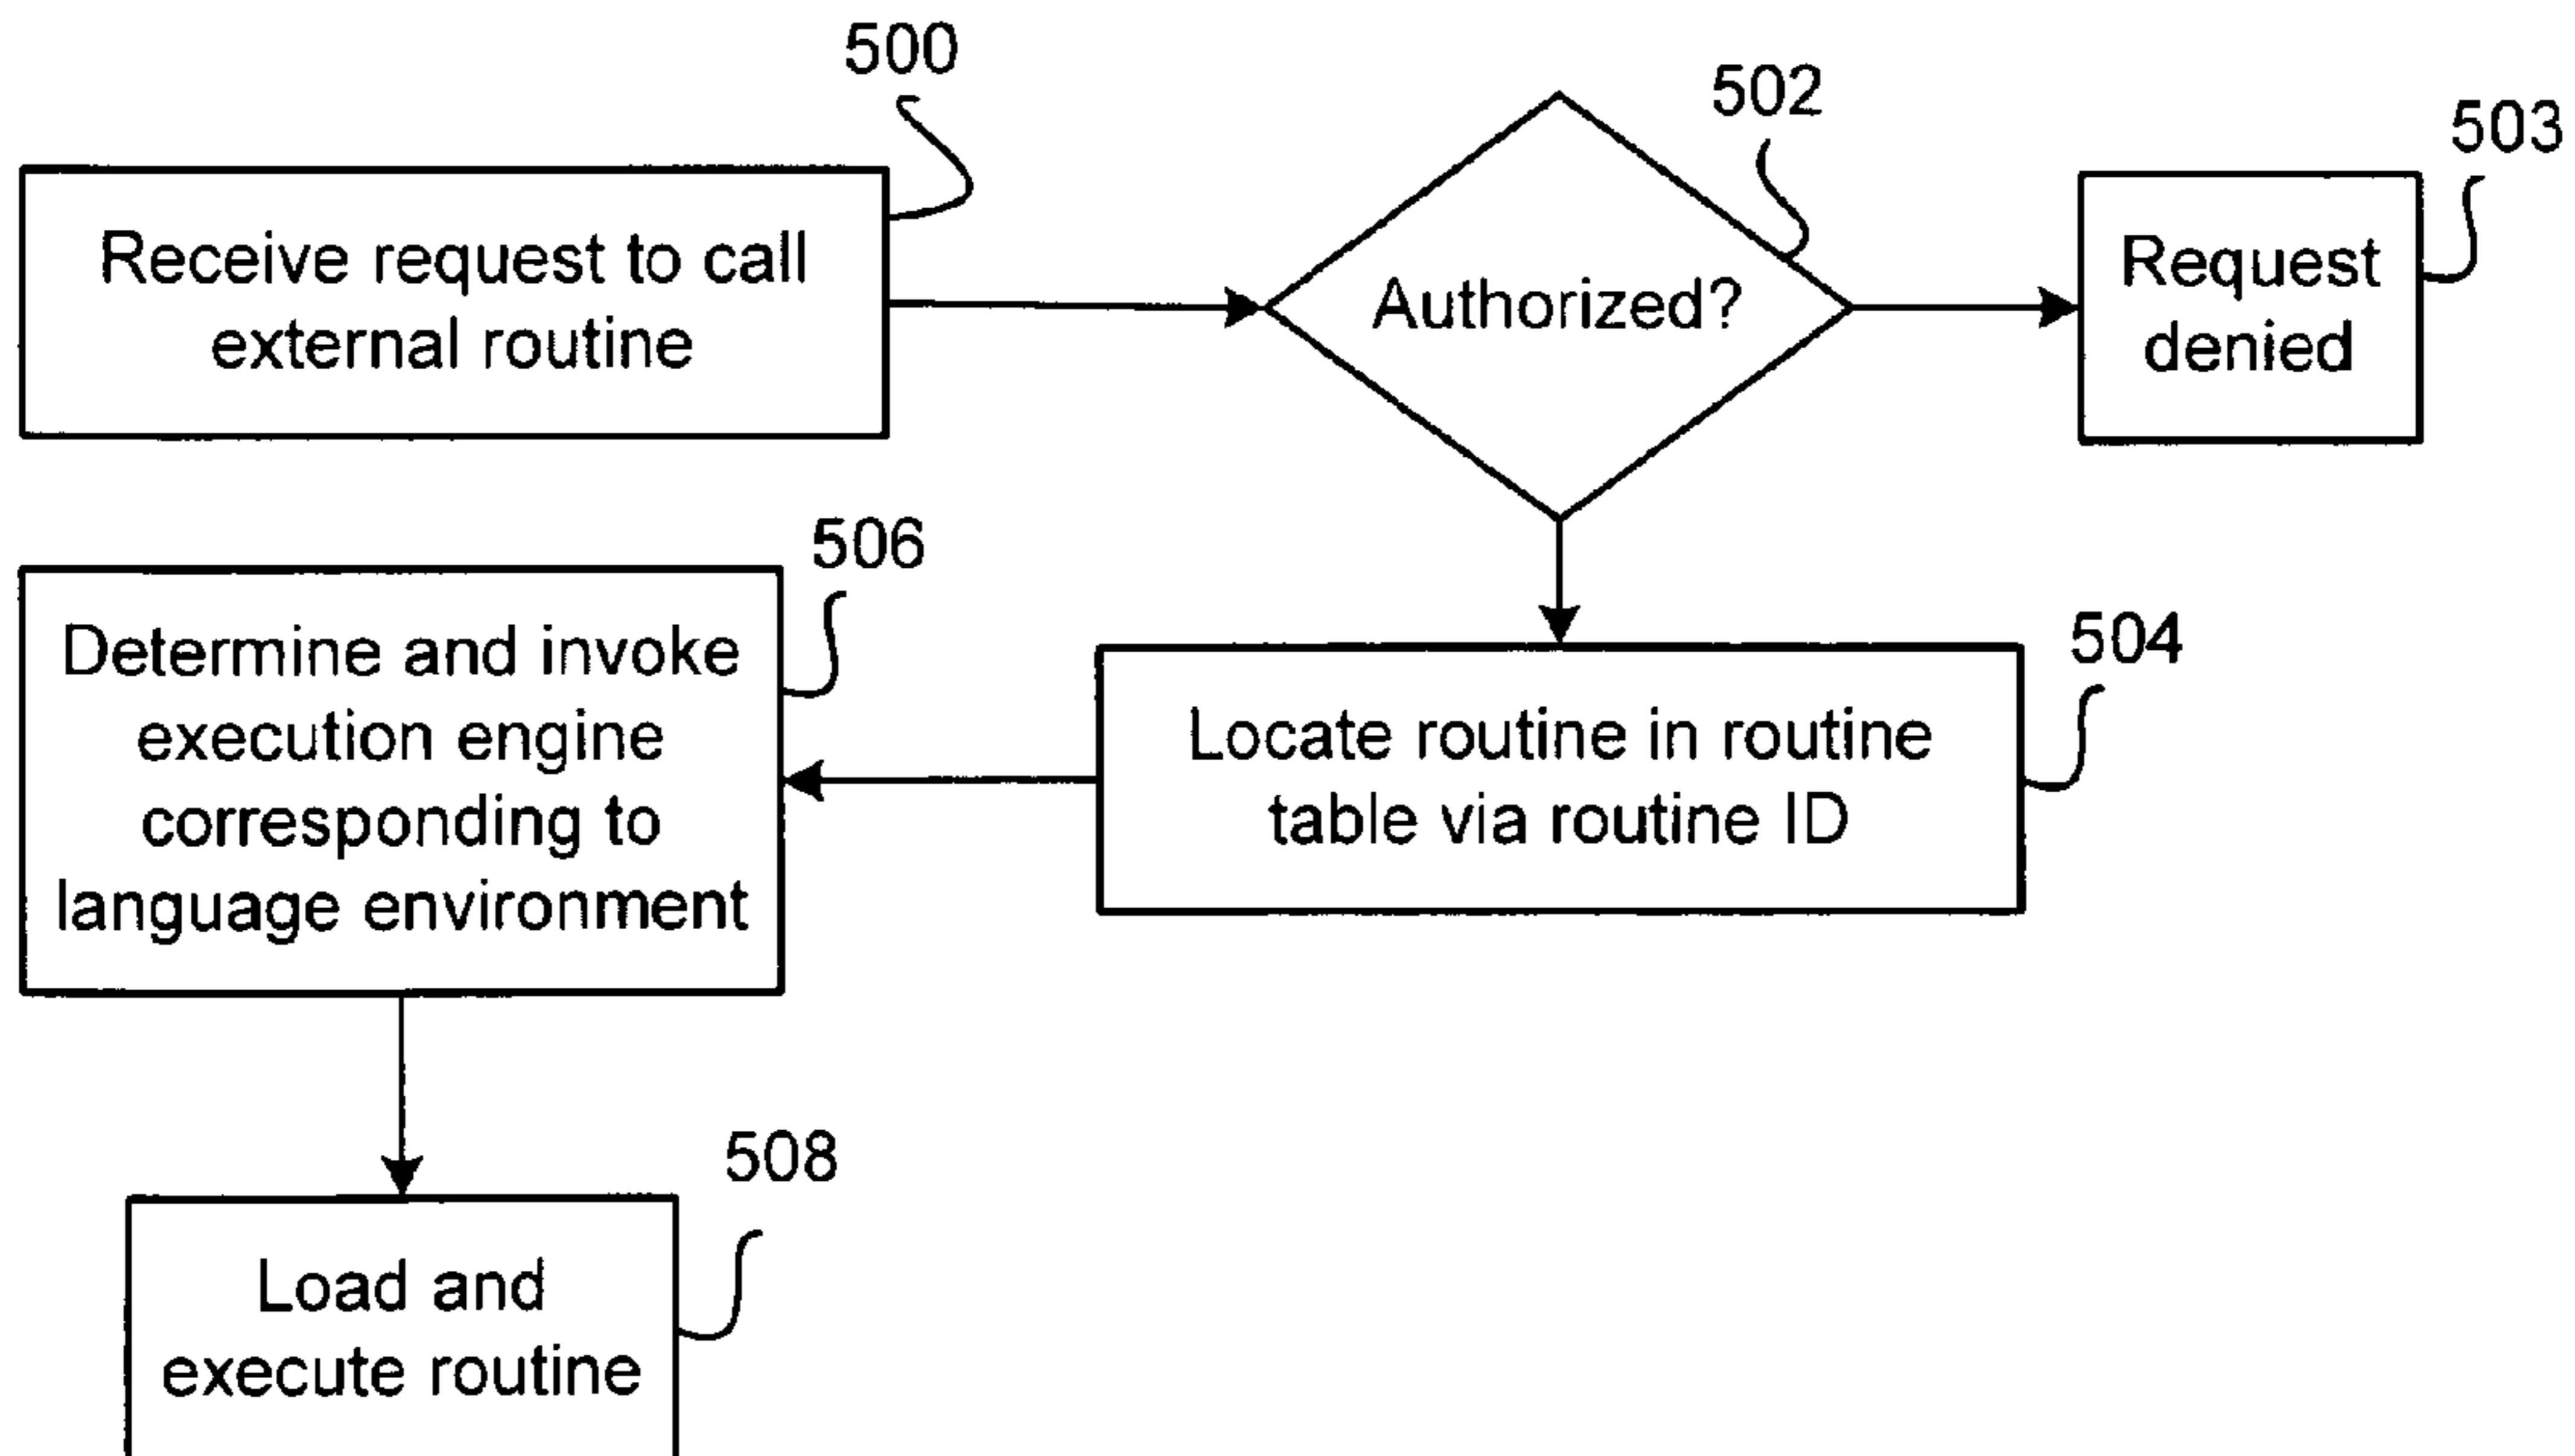 500
Receive request to call
external routine
502
Authorized?
503
Request
denied
504
Locate routine in routine
table via routine ID
506
Determine and invoke
execution engine
corresponding to
language environment
508
Load and
execute routine